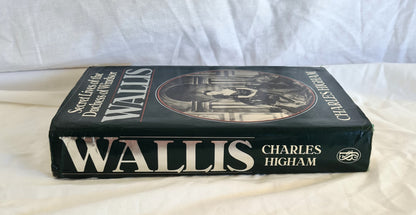 Secret Lives of the
Duchess of Windsor
WALLIS
CHARLES HIGHAM
WALLIS
CHARLES
HIGHAM